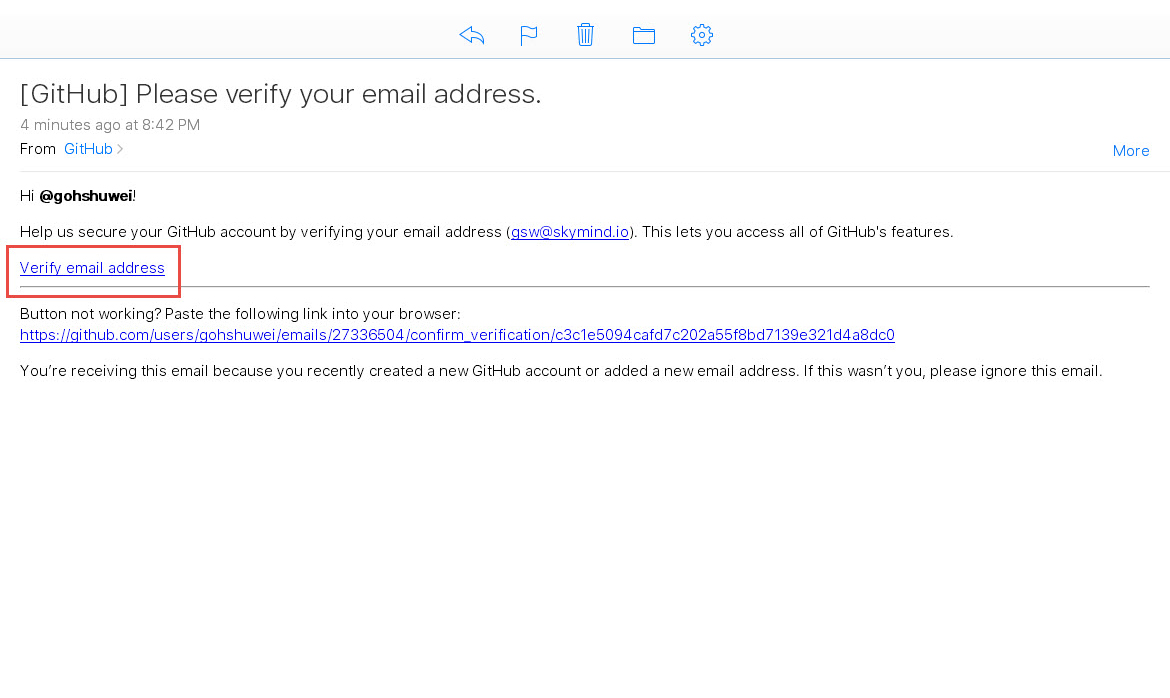 [GitHub] Please verify your email address.
4 minutes ago at 8:42 PM
From GitHub
More
Hi @gohshuwei!
Help us secure your GitHub account by verifying your email address (gsw@skymind.io). This lets you access all of GitHub's features.
Verify email address
Button not working? Paste the following link into your browser:
https://github.com/users/gohshuwei/emails/27336504/confirm_verification/c3c1e5094cafd7c202a55f8bd7139e321d4a8dc0
You’re receiving this email because you recently created a new GitHub account or added a new email address. If this wasn’t you, please ignore this email.